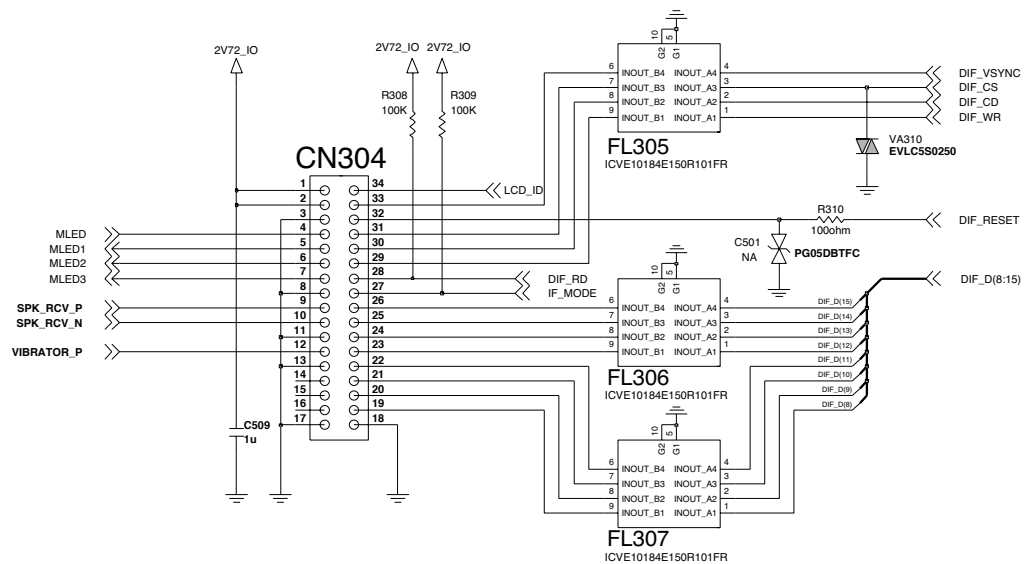 2V72_IO
2V72_IO 2V72_IO
R308
100K
R309
100K
CN304
1 34
2 33
3 32
4 31
5 30
6 29
7 28
8 27
9 26
10 25
11 24
12 23
13 22
14 21
15 20
16 19
17 18
MLED
MLED1
MLED2
MLED3
SPK_RCV_P
SPK_RCV_N
VIBRATOR_P
C509
1u
LCD_ID
DIF_RD
IF_MODE
10 5
G2 G1
6 INOUT_B4 INOUT_A4 4
7 INOUT_B3 INOUT_A3 3
8 INOUT_B2 INOUT_A2 2
9 INOUT_B1 INOUT_A1 1
FL305
ICVE10184E150R101FR
DIF_VSYNC
DIF_CS
DIF_CD
DIF_WR
VA310
EVLC5S0250
R310
100ohm
DIF_RESET
C501
NA
PG05DBTFC
10 5
G2 G1
6 INOUT_B4 INOUT_A4 4
7 INOUT_B3 INOUT_A3 3
8 INOUT_B2 INOUT_A2 2
9 INOUT_B1 INOUT_A1 1
FL306
ICVE10184E150R101FR
DIF_D(8:15)
DIF_D(15)
DIF_D(14)
DIF_D(13)
DIF_D(12)
DIF_D(11)
DIF_D(10)
DIF_D(9)
DIF_D(8)
10 5
G2 G1
6 INOUT_B4 INOUT_A4 4
7 INOUT_B3 INOUT_A3 3
8 INOUT_B2 INOUT_A2 2
9 INOUT_B1 INOUT_A1 1
FL307
ICVE10184E150R101FR